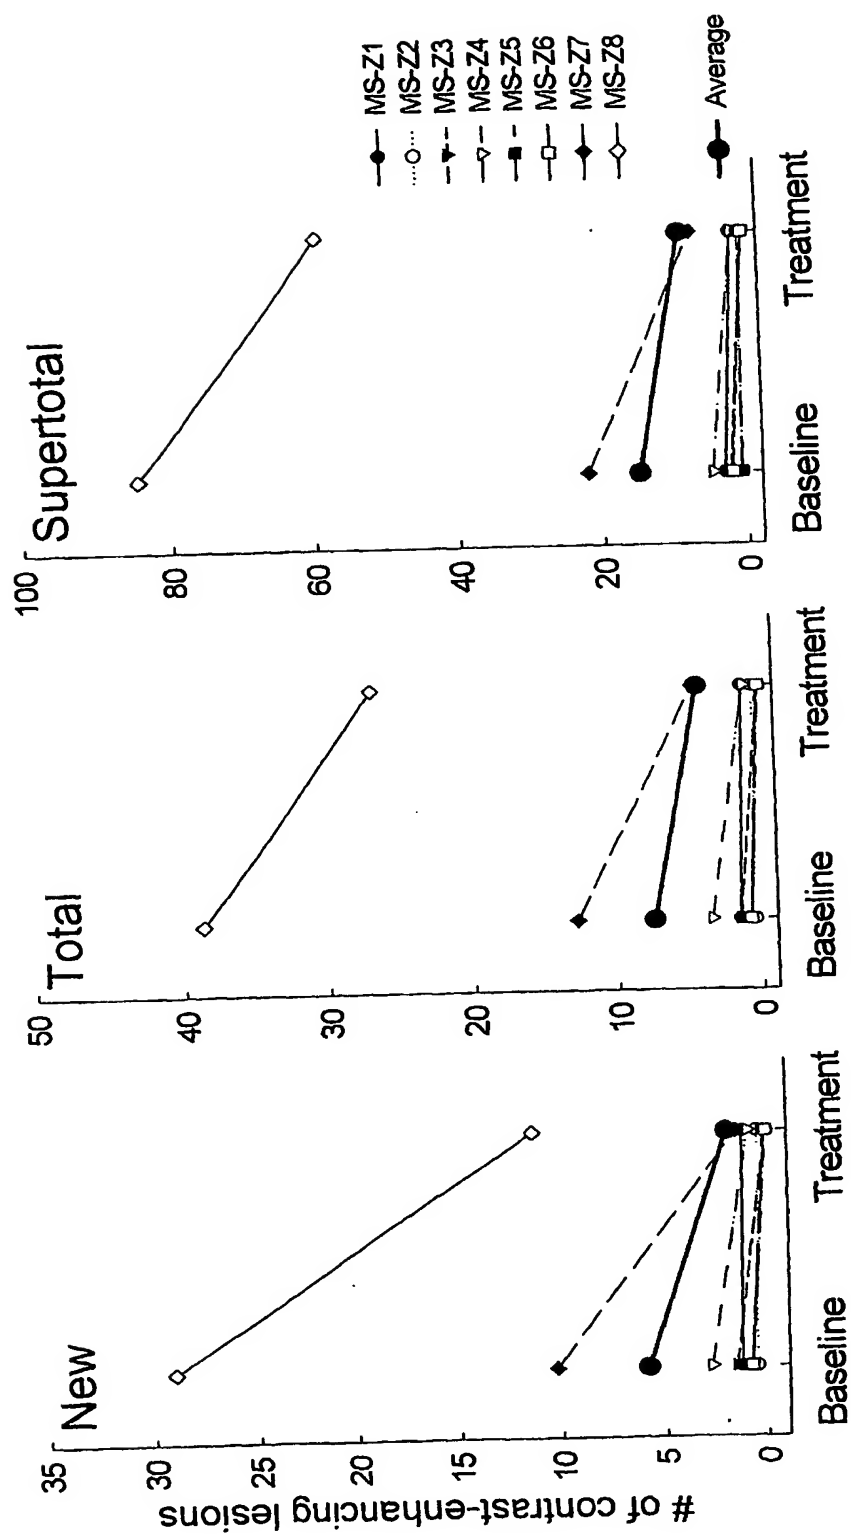 # of contrast-enhancing lesions
New
35
30
25
20
15
10
5
0
Baseline
Treatment
Total
50
40
30
20
10
0
Baseline
Treatment
Supertotal
100
80
60
40
20
0
Baseline
Treatment
MS-Z1
MS-Z2
MS-Z3
MS-Z4
MS-Z5
MS-Z6
MS-Z7
MS-Z8
Average